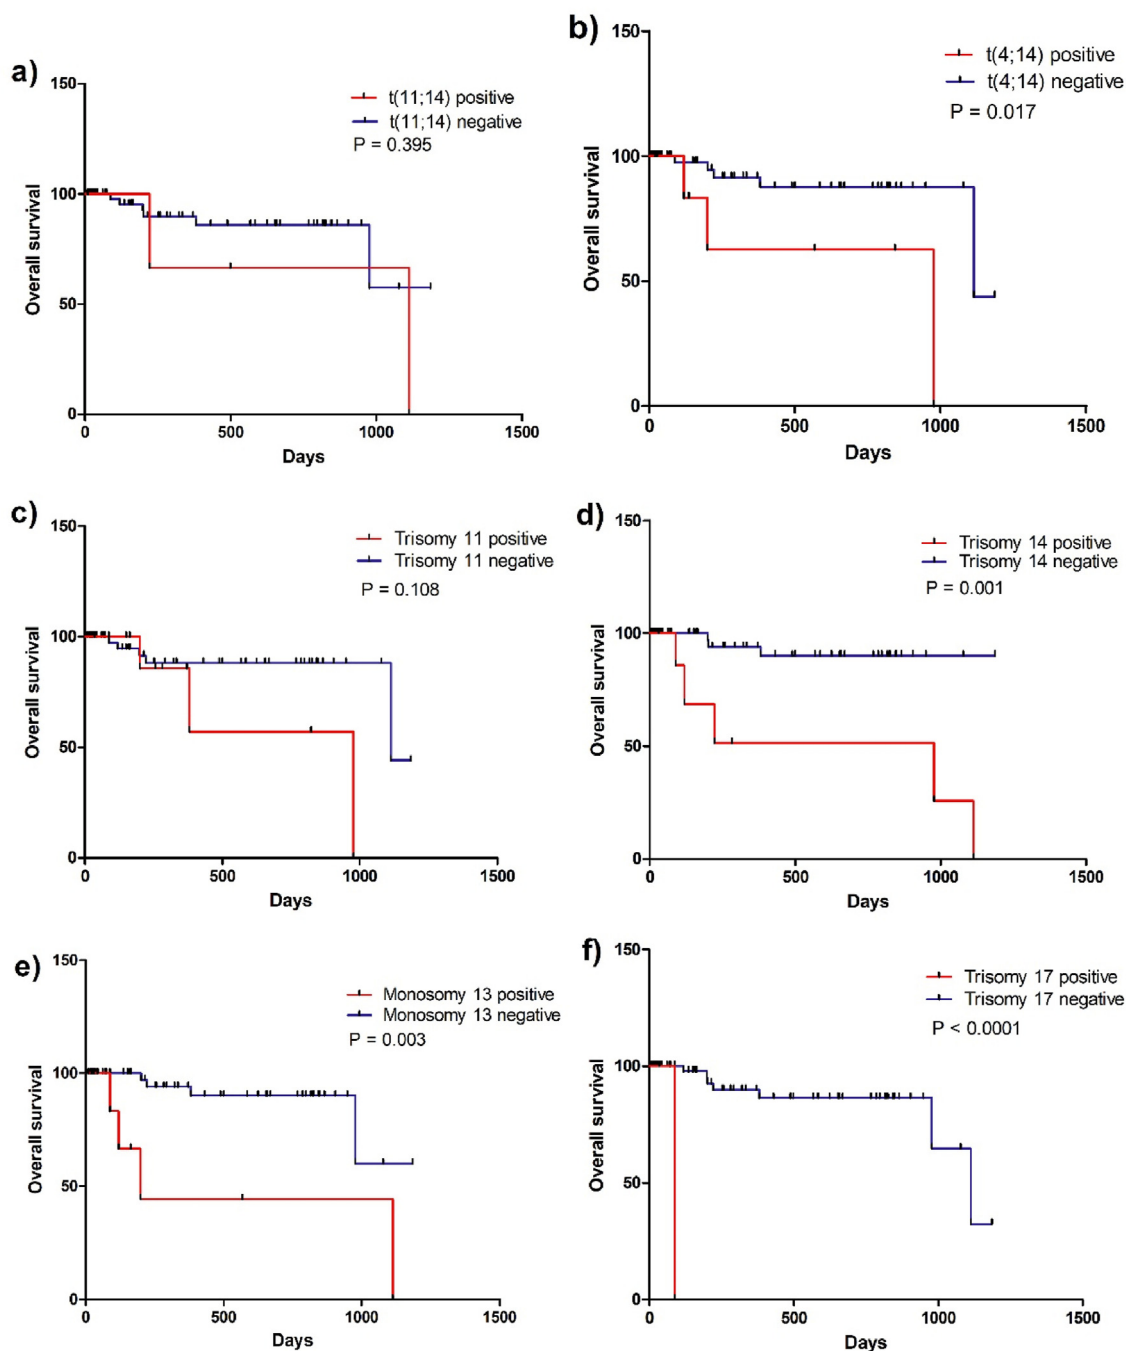 a)
150
t(11;14) positive
t(11;14) negative
P = 0.395
100
50
0
Overall survival
0 500 1000 1500
Days
b)
150
t(4;14) positive
t(4;14) negative
P = 0.017
100
50
0
Overall survival
0 500 1000 1500
Days
c)
150
Trisomy 11 positive
Trisomy 11 negative
P = 0.108
100
50
0
Overall survival
0 500 1000 1500
Days
d)
150
Trisomy 14 positive
Trisomy 14 negative
P = 0.001
100
50
0
Overall survival
0 500 1000 1500
Days
e)
150
Monosomy 13 positive
Monosomy 13 negative
P = 0.003
100
50
0
Overall survival
0 500 1000 1500
Days
f)
150
Trisomy 17 positive
Trisomy 17 negative
P < 0.0001
100
50
0
Overall survival
0 500 1000 1500
Days